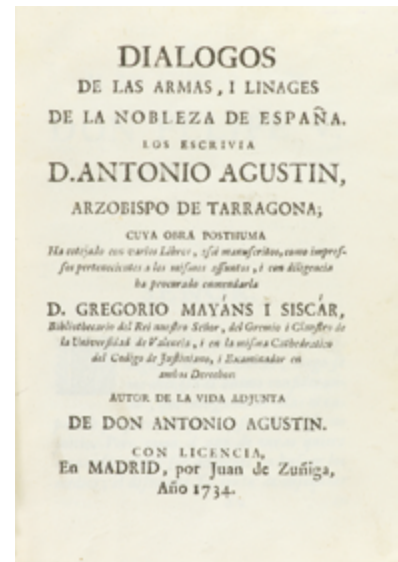 DIALOGOS
DE LAS ARMAS, I LINAGES
DE LA NOBLEZA DE ESPAÑA.
LOS ESCRIVIA
D. ANTONIO AGUSTIN,
ARZOBISPO DE TARRAGONA;
CUYA OBRA POSTHUMA
Ha cotejado con varios Libros, assi manuscritos, como impres-
sos pertenecientes a los mismos assuntos, i con diligencia
ha procurado enmendarla
D. GREGORIO MAYÁNS I SISCÁR,
Bibliothecario del Rei nuestro Señor, del Gremio i Claustro de
la Universidad de Valencia, i en la misma Cathedratico
del Codigo de Justiniano, i Examinador en
ambos Derechos
AUTOR DE LA VIDA ADJUNTA
DE DON ANTONIO AGUSTIN.
CON LICENCIA,
En MADRID, por Juan de Zuñiga,
Año 1734.